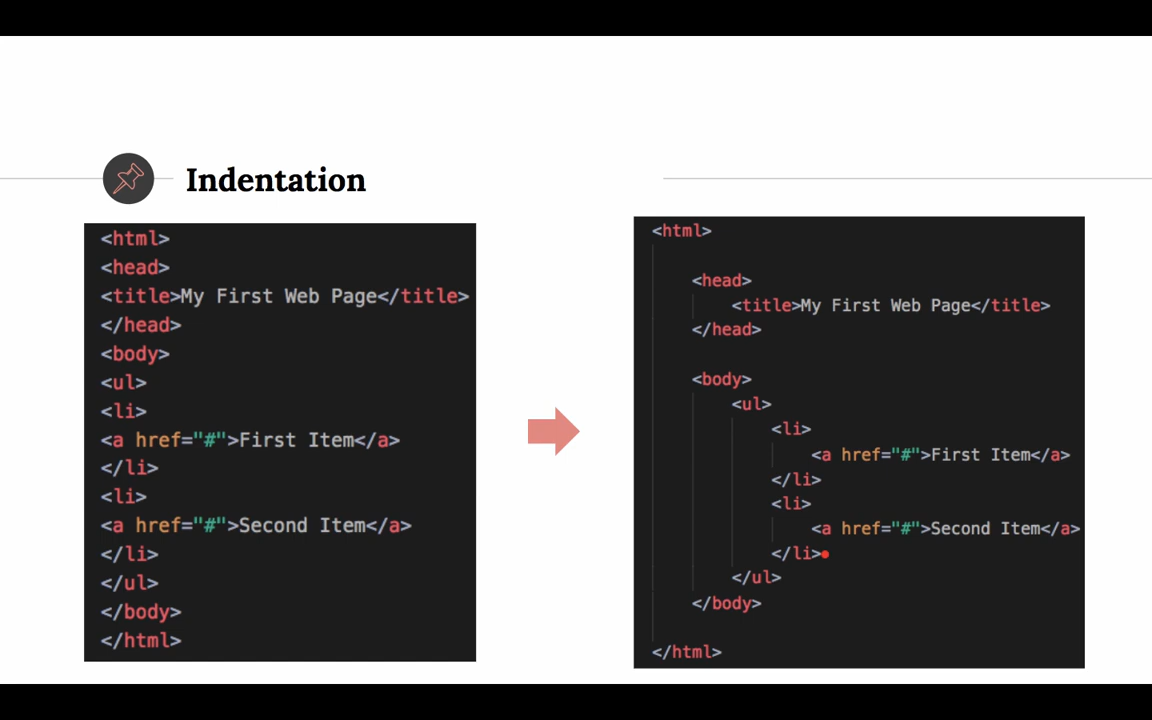 Indentation
<html>
<head>
<title>My First Web Page</title>
</head>
<body>
<ul>
<li>
<a href="#">First Item</a>
</li>
<li>
<a href="#">Second Item</a>
</li>
</ul>
</body>
</html>
<html>
<head>
<title>My First Web Page</title>
</head>
<body>
<ul>
<li>
<a href="#">First Item</a>
</li>
<li>
<a href="#">Second Item</a>
</li>
</ul>
</body>
</html>